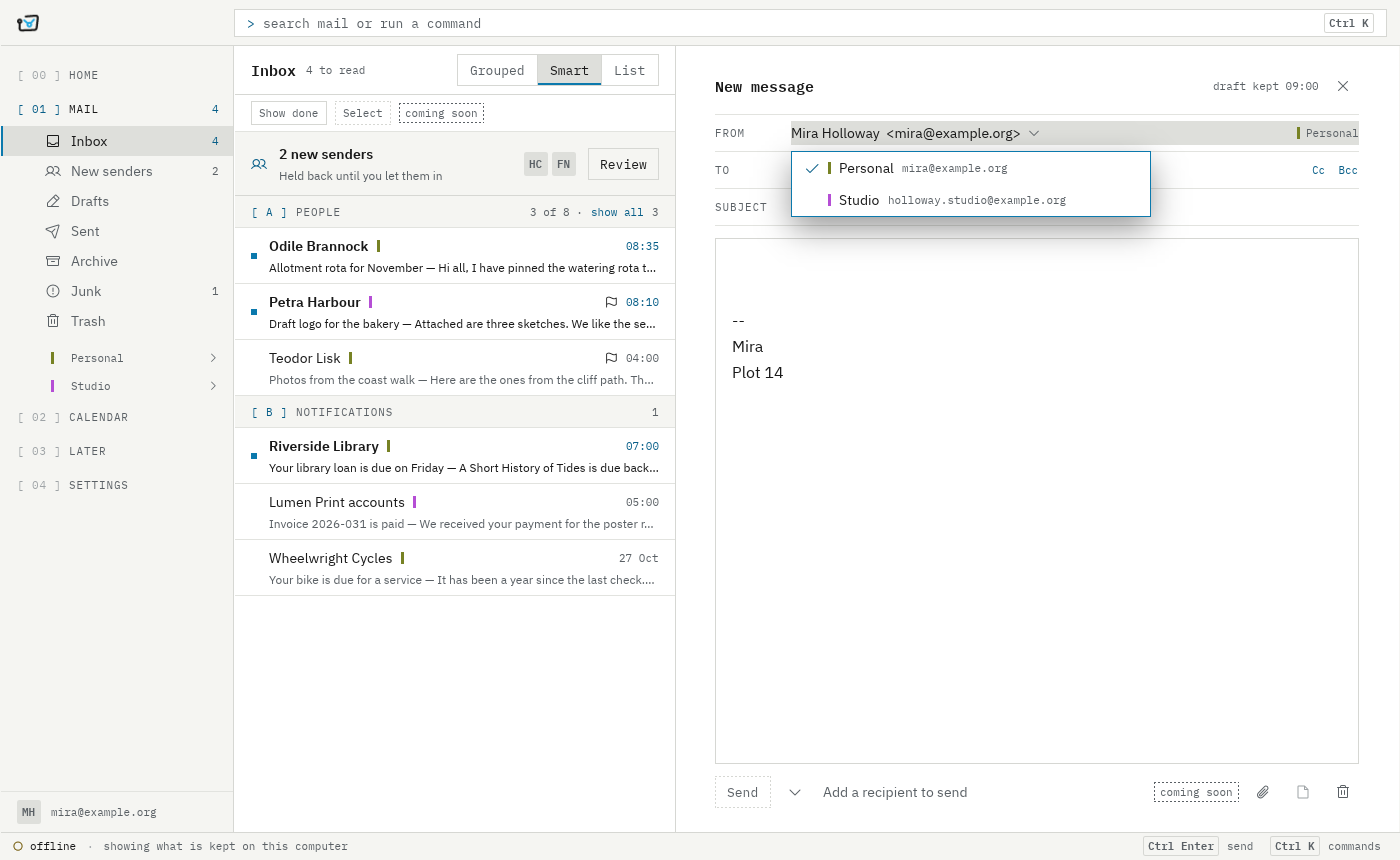 > search mail or run a command Ctrl K
[ 00 ] HOME
[ 01 ] MAIL 4
Inbox 4
New senders 2
Drafts
Sent
Archive
Junk 1
Trash
Personal
Studio
[ 02 ] CALENDAR
[ 03 ] LATER
[ 04 ] SETTINGS
MH mira@example.org
Inbox 4 to read Grouped Smart List
Show done Select coming soon
2 new senders
Held back until you let them in
HC FN Review
[ A ] PEOPLE 3 of 8 · show all 3
Odile Brannock 08:35
Allotment rota for November — Hi all, I have pinned the watering rota t…
Petra Harbour 08:10
Draft logo for the bakery — Attached are three sketches. We like the se…
Teodor Lisk 04:00
Photos from the coast walk — Here are the ones from the cliff path. Th…
[ B ] NOTIFICATIONS 1
Riverside Library 07:00
Your library loan is due on Friday — A Short History of Tides is due back…
Lumen Print accounts 05:00
Invoice 2026-031 is paid — We received your payment for the poster r…
Wheelwright Cycles 27 Oct
Your bike is due for a service — It has been a year since the last check.…
New message draft kept 09:00
FROM Mira Holloway <mira@example.org> Personal
TO Cc Bcc
SUBJECT
Personal mira@example.org
Studio holloway.studio@example.org
--
Mira
Plot 14
Send Add a recipient to send coming soon
offline · showing what is kept on this computer Ctrl Enter send Ctrl K commands